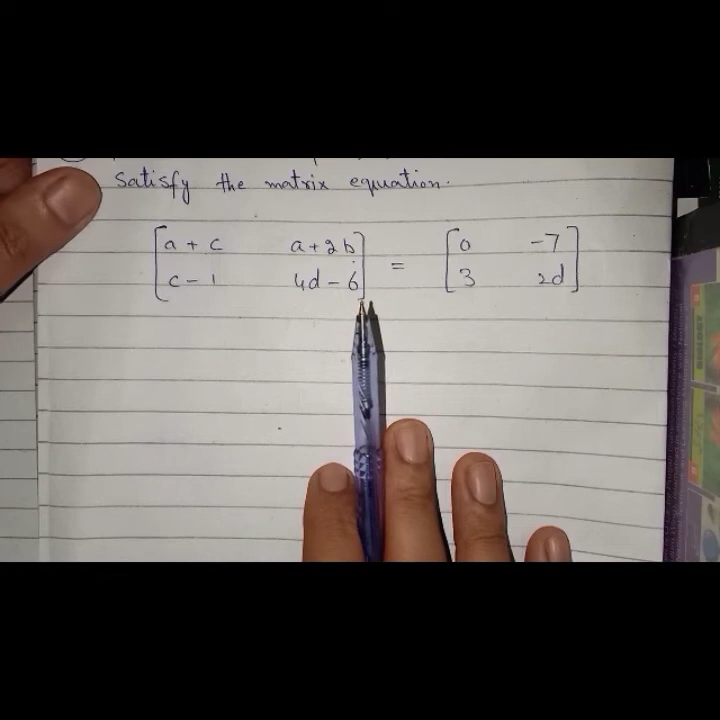 satisfy the matrix equation.
[a + c a + 2b] = [0 -7]
[c - 1 4d - 6] [3 2d]